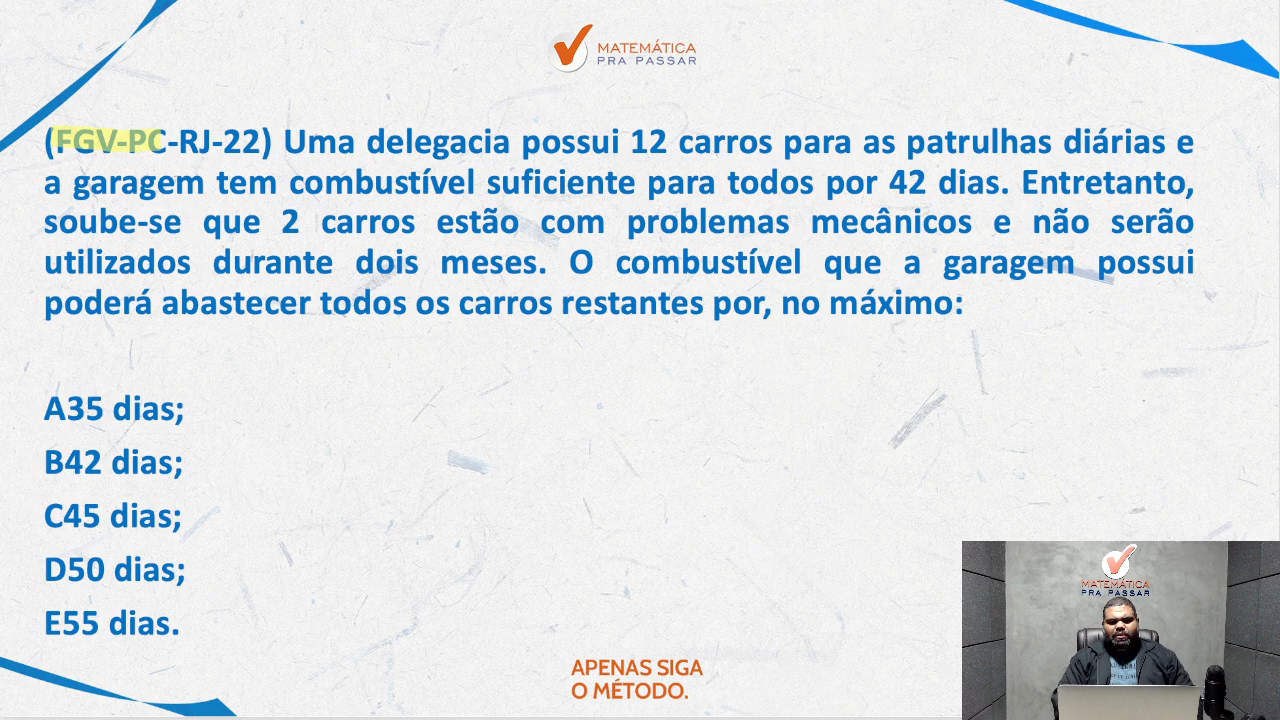 MATEMÁTICA
PRA PASSAR
(FGV-PC-RJ-22) Uma delegacia possui 12 carros para as patrulhas diárias e
a garagem tem combustível suficiente para todos por 42 dias. Entretanto,
soube-se que 2 carros estão com problemas mecânicos e não serão
utilizados durante dois meses. O combustível que a garagem possui
poderá abastecer todos os carros restantes por, no máximo:
A35 dias;
B42 dias;
C45 dias;
D50 dias;
E55 dias.
MATEMÁTICA
PRA PASSAR
APENAS SIGA
O MÉTODO.